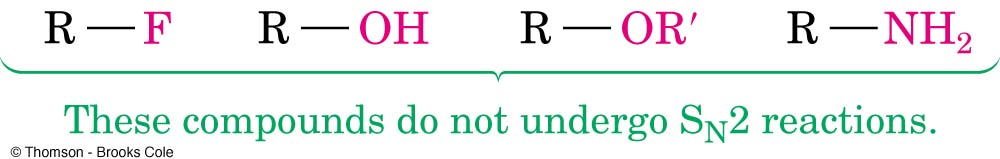 R—F R—OH R—OR′ R—NH₂
These compounds do not undergo Sₙ2 reactions.
© Thomson - Brooks Cole